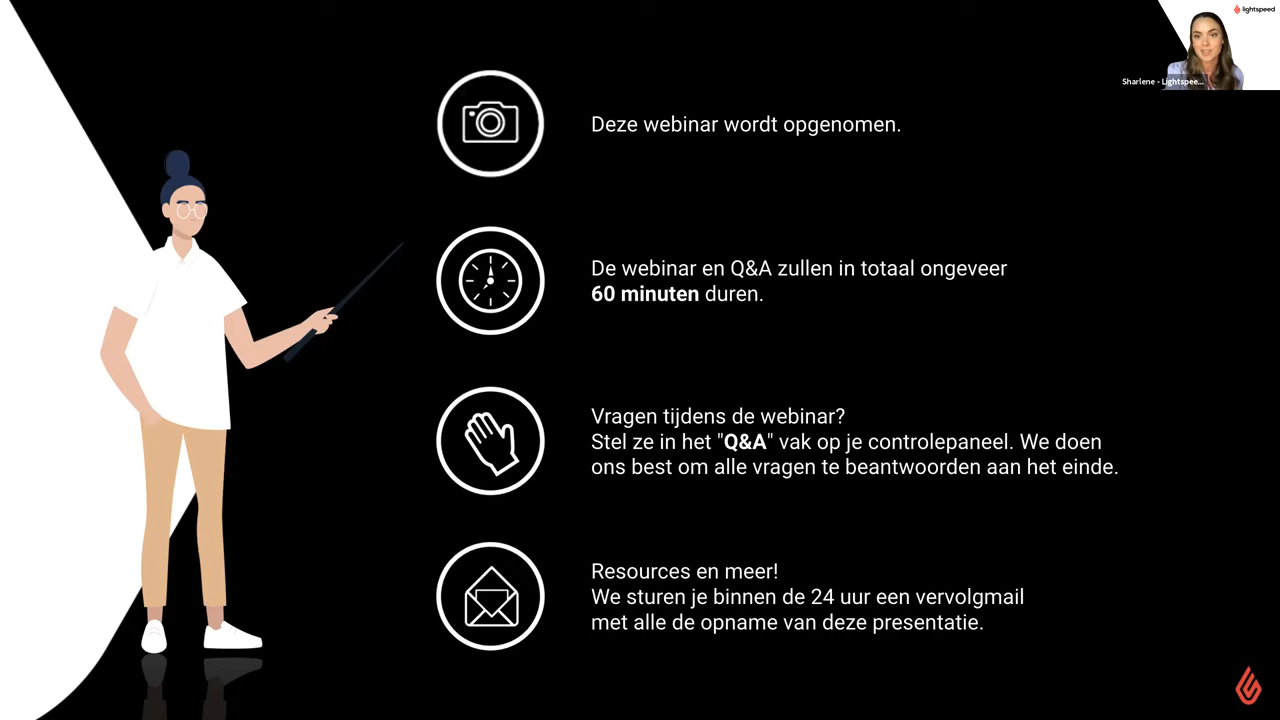 lightspeed
Sharlene - Lightspee...
Deze webinar wordt opgenomen.
De webinar en Q&A zullen in totaal ongeveer
60 minuten duren.
Vragen tijdens de webinar?
Stel ze in het "Q&A" vak op je controlepaneel. We doen
ons best om alle vragen te beantwoorden aan het einde.
Resources en meer!
We sturen je binnen de 24 uur een vervolgmail
met alle de opname van deze presentatie.